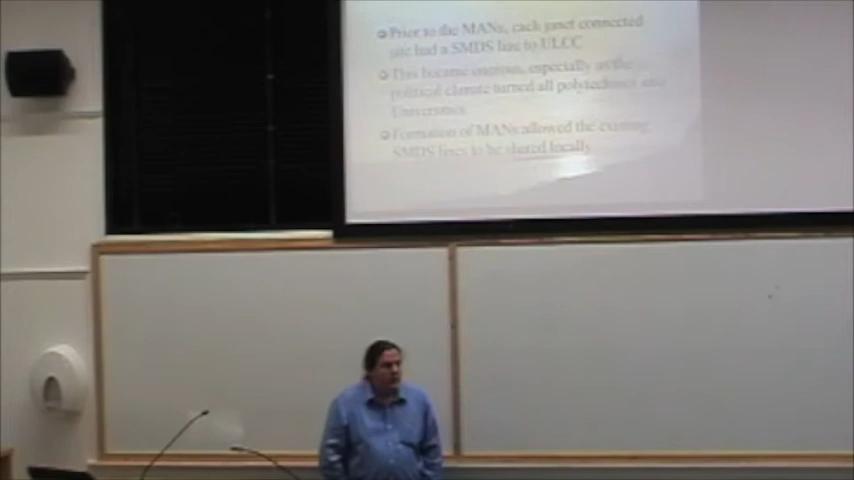 Prior to the MANs, each janet connected
site had a SMDS line to ULCC
This became onerous, especially as the
political climate turned all polytechnics into
Universities
Formation of MANs allowed the existing
SMDS lines to be shared locally